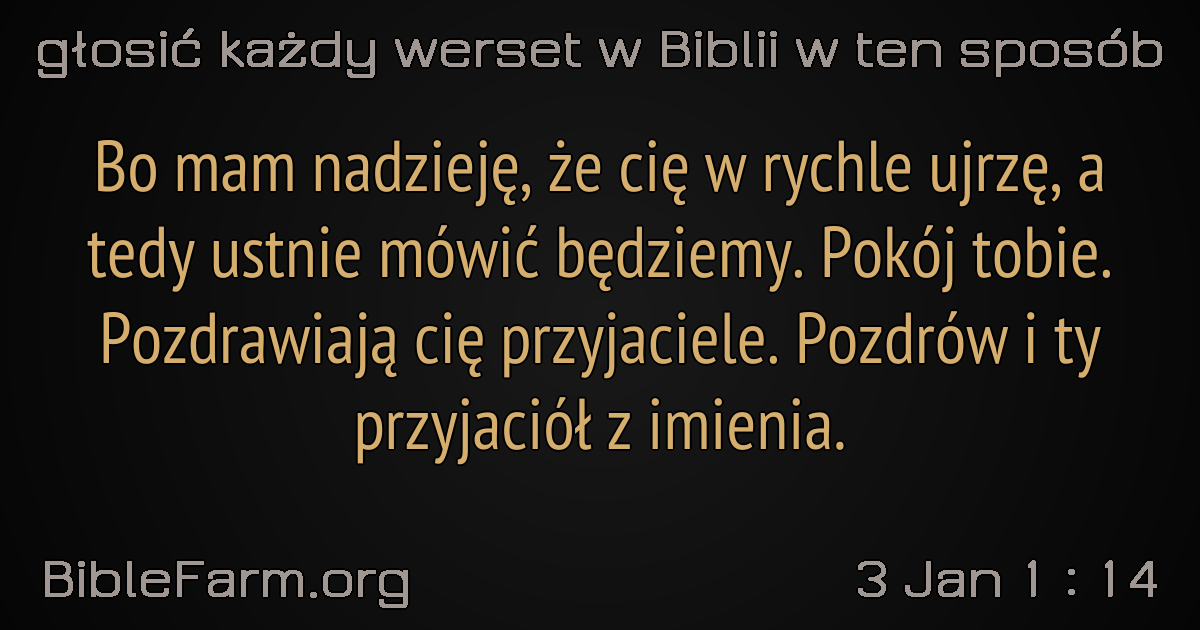 głosić każdy werset w Biblii w ten sposób
Bo mam nadzieję, że cię w rychle ujrzę, a
tedy ustnie mówić będziemy. Pokój tobie.
Pozdrawiają cię przyjaciele. Pozdrów i ty
przyjaciół z imienia.
BibleFarm.org
3 Jan 1 : 14